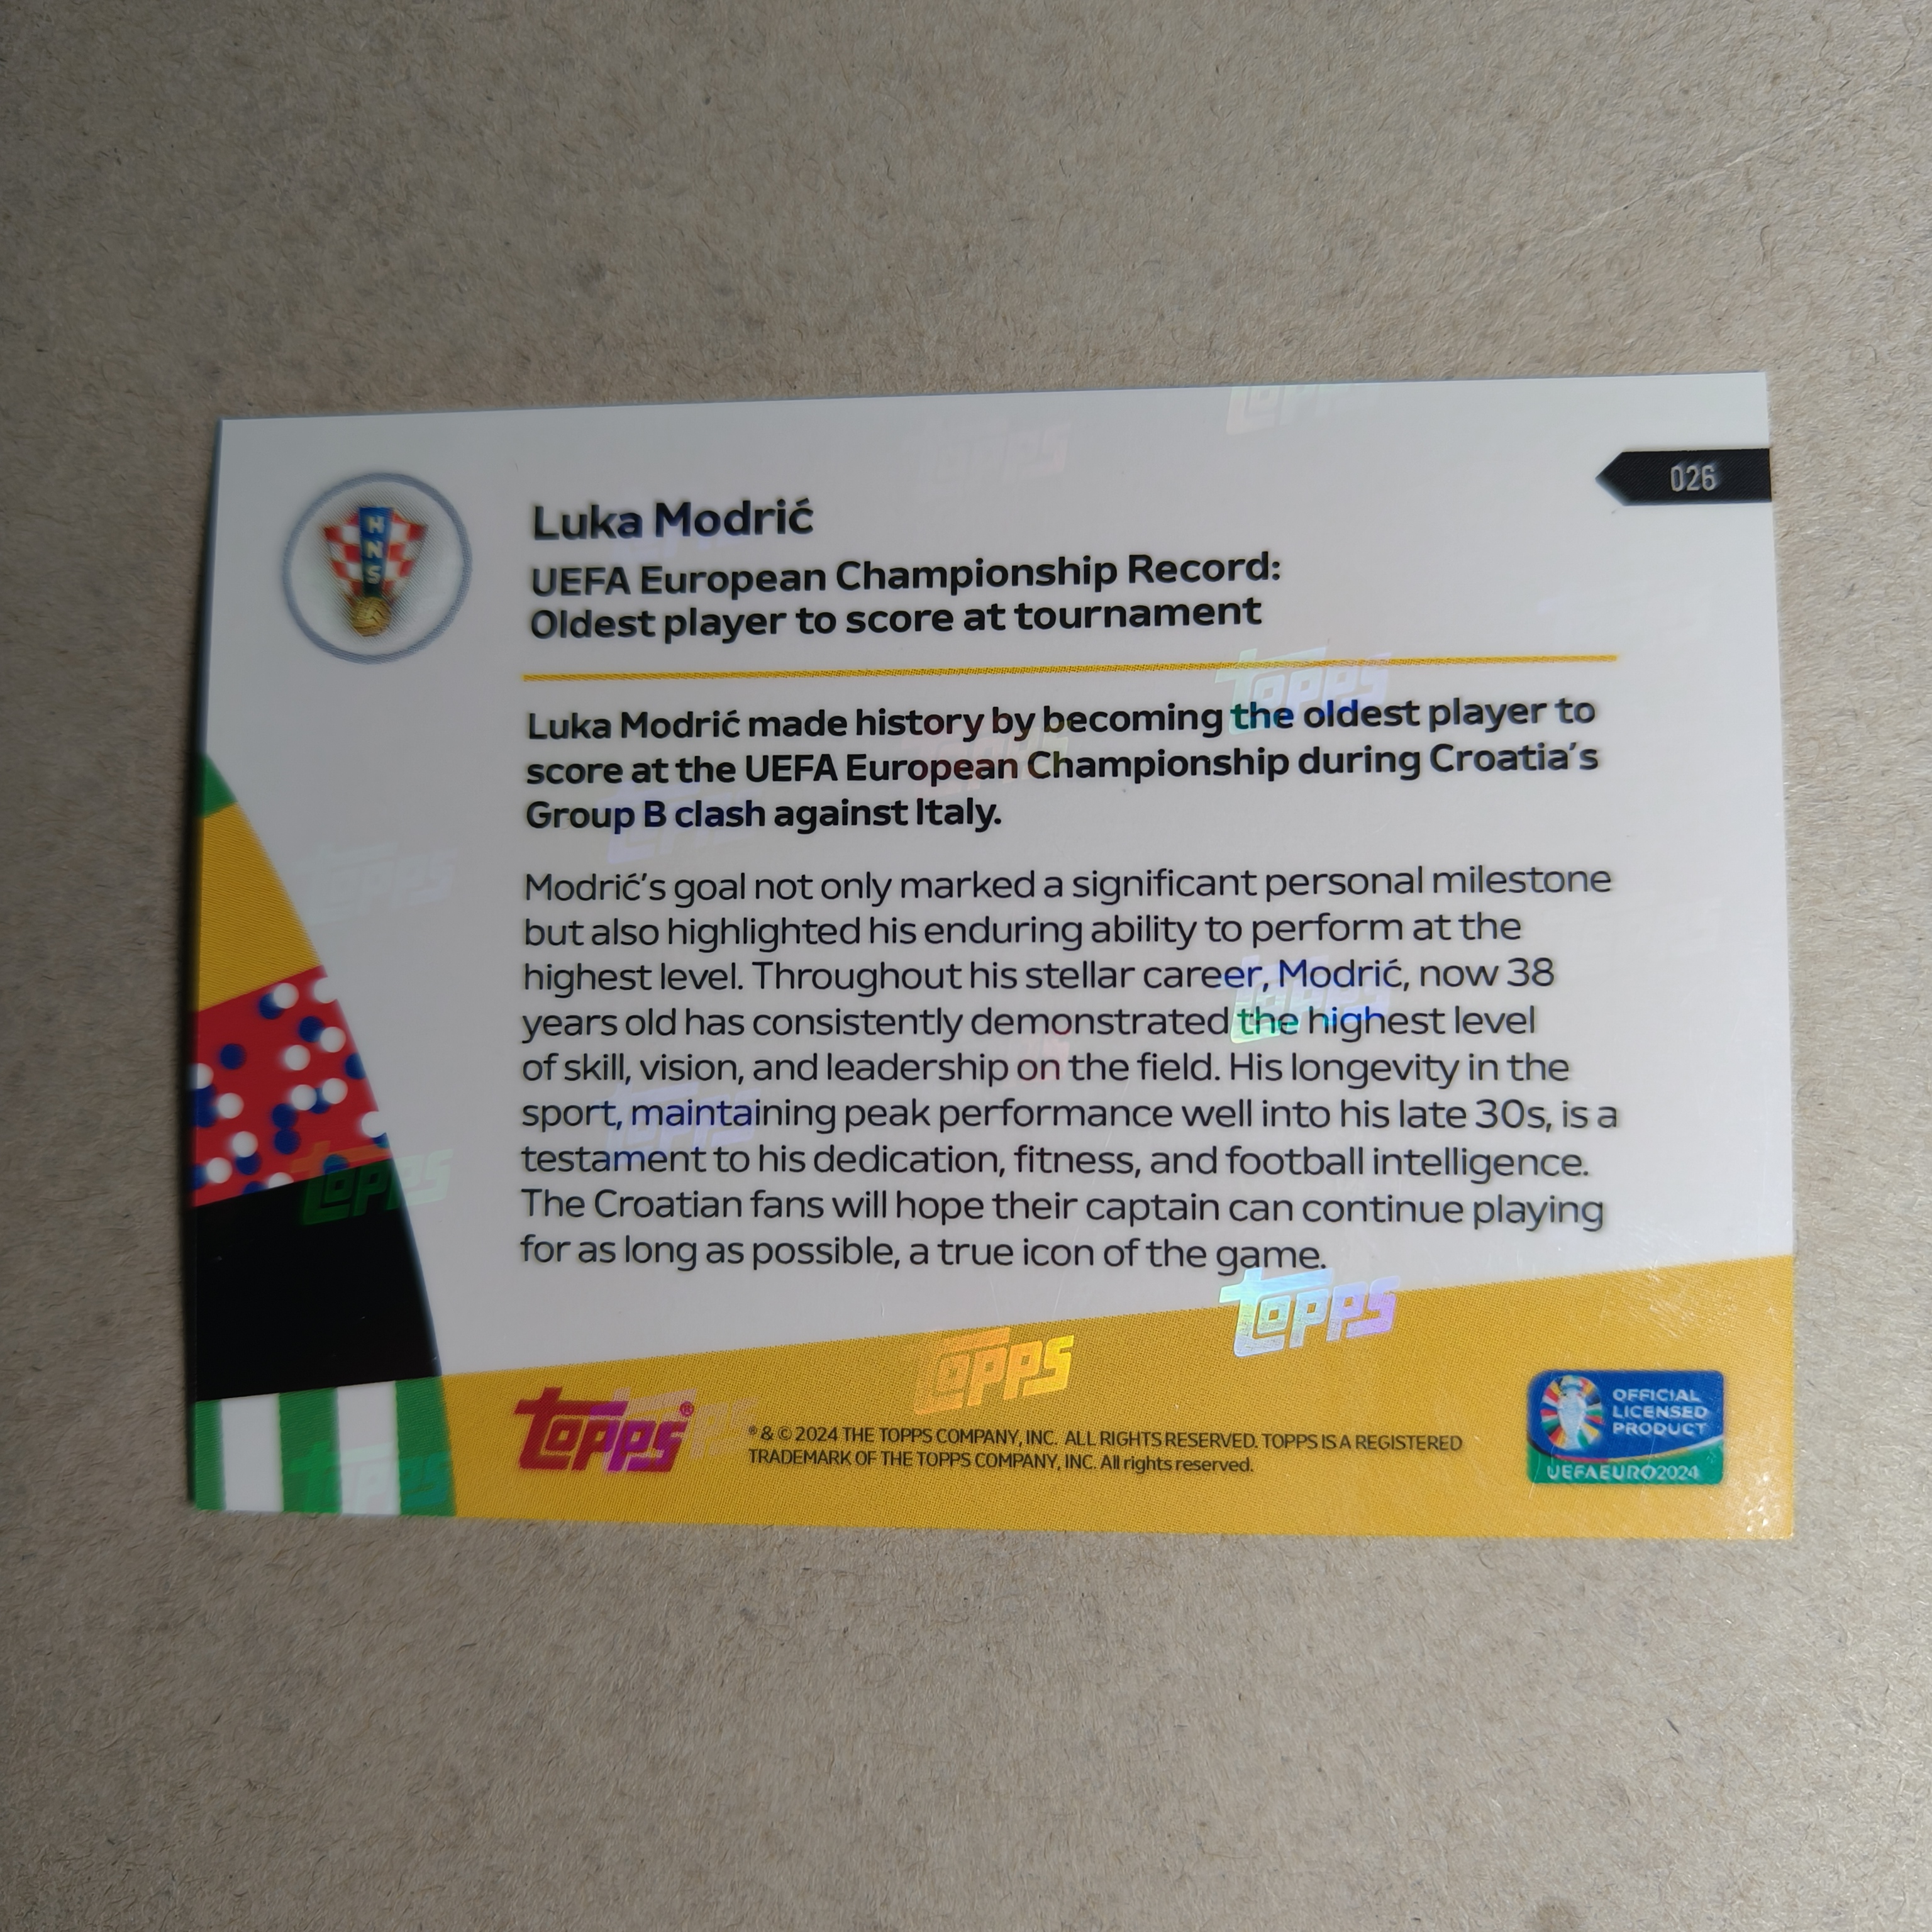 026
HNS
Luka Modrić
UEFA European Championship Record:
Oldest player to score at tournament
Luka Modrić made history by becoming the oldest player to
score at the UEFA European Championship during Croatia’s
Group B clash against Italy.
Modrić’s goal not only marked a significant personal milestone
but also highlighted his enduring ability to perform at the
highest level. Throughout his stellar career, Modrić, now 38
years old has consistently demonstrated the highest level
of skill, vision, and leadership on the field. His longevity in the
sport, maintaining peak performance well into his late 30s, is a
testament to his dedication, fitness, and football intelligence.
The Croatian fans will hope their captain can continue playing
for as long as possible, a true icon of the game.
topps
topps
topps®
® & © 2024 THE TOPPS COMPANY, INC. ALL RIGHTS RESERVED. TOPPS IS A REGISTERED
TRADEMARK OF THE TOPPS COMPANY, INC. All rights reserved.
OFFICIAL
LICENSED
PRODUCT
UEFA EURO2024